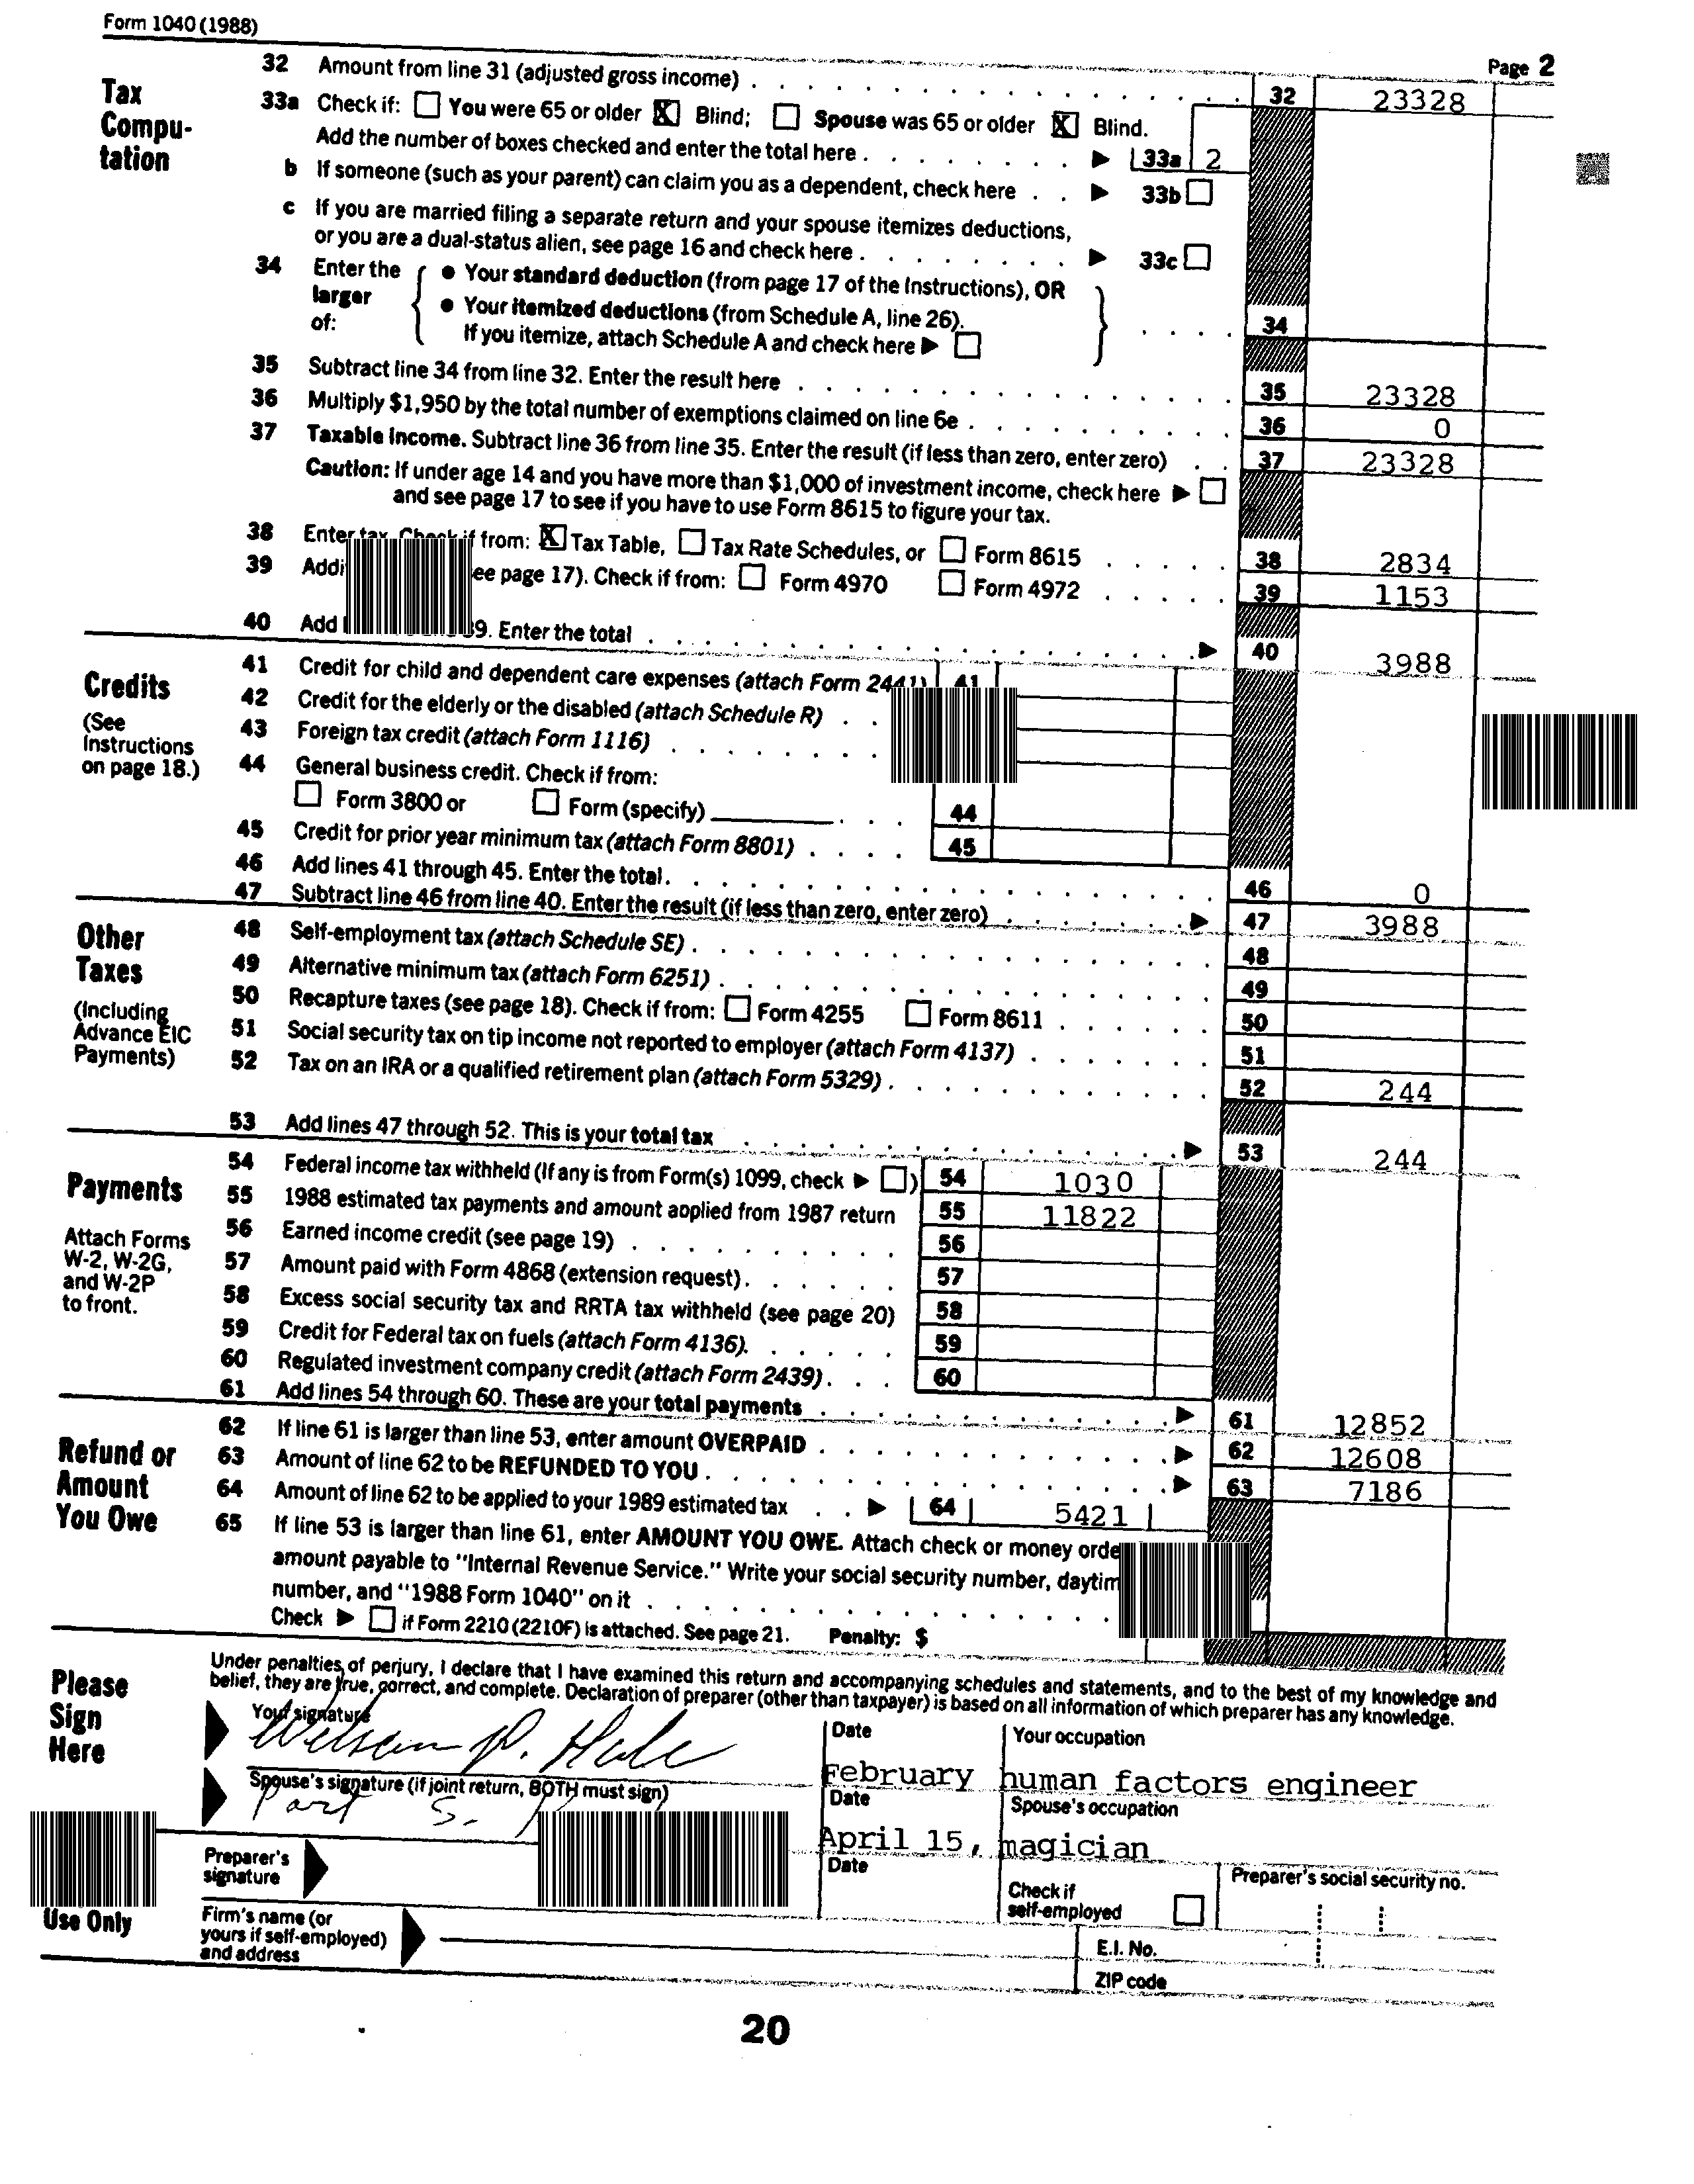 Form 1040 (1988)
Page 2
Tax Compu-tation
32 Amount from line 31 (adjusted gross income) 32 23328
33a Check if: You were 65 or older X Blind; Spouse was 65 or older X Blind.
Add the number of boxes checked and enter the total here 33a 2
b If someone (such as your parent) can claim you as a dependent, check here 33b
c If you are married filing a separate return and your spouse itemizes deductions,
or you are a dual-status alien, see page 16 and check here 33c
34 Enter the larger of:
● Your standard deduction (from page 17 of the Instructions), OR
● Your itemized deductions (from Schedule A, line 26).
If you itemize, attach Schedule A and check here 34
35 Subtract line 34 from line 32. Enter the result here 35 23328
36 Multiply $1,950 by the total number of exemptions claimed on line 6e 36 0
37 Taxable income. Subtract line 36 from line 35. Enter the result (if less than zero, enter zero) 37 23328
Caution: If under age 14 and you have more than $1,000 of investment income, check here
and see page 17 to see if you have to use Form 8615 to figure your tax.
38 Enter tax. Check if from: X Tax Table, Tax Rate Schedules, or Form 8615 38 2834
39 page 17). Check if from: Form 4970 Form 4972 39 1153
40 Add Enter the total 40 3988
Credits
(See Instructions on page 18.)
41 Credit for child and dependent care expenses (attach Form 2441) 41
42 Credit for the elderly or the disabled (attach Schedule R)
43 Foreign tax credit (attach Form 1116)
44 General business credit. Check if from:
Form 3800 or Form (specify) 44
45 Credit for prior year minimum tax (attach Form 8801) 45
46 Add lines 41 through 45. Enter the total. 46 0
47 Subtract line 46 from line 40. Enter the result (if less than zero, enter zero) 47 3988
Other Taxes
(Including Advance EIC Payments)
48 Self-employment tax (attach Schedule SE) 48
49 Alternative minimum tax (attach Form 6251) 49
50 Recapture taxes (see page 18). Check if from: Form 4255 Form 8611 50
51 Social security tax on tip income not reported to employer (attach Form 4137) 51
52 Tax on an IRA or a qualified retirement plan (attach Form 5329) 52 244
53 Add lines 47 through 52. This is your total tax 53 244
Payments
Attach Forms W-2, W-2G, and W-2P to front.
54 Federal income tax withheld (If any is from Form(s) 1099, check ) 54 1030
55 1988 estimated tax payments and amount applied from 1987 return 55 11822
56 Earned income credit (see page 19) 56
57 Amount paid with Form 4868 (extension request) 57
58 Excess social security tax and RRTA tax withheld (see page 20) 58
59 Credit for Federal tax on fuels (attach Form 4136). 59
60 Regulated investment company credit (attach Form 2439) 60
61 Add lines 54 through 60. These are your total payments 61 12852
Refund or Amount You Owe
62 If line 61 is larger than line 53, enter amount OVERPAID 62 12608
63 Amount of line 62 to be REFUNDED TO YOU 63 7186
64 Amount of line 62 to be applied to your 1989 estimated tax 64 5421
65 If line 53 is larger than line 61, enter AMOUNT YOU OWE. Attach check or money
amount payable to "Internal Revenue Service." Write your social security number,
number, and "1988 Form 1040" on it
Check if Form 2210 (2210F) is attached. See page 21. Penalty: $
Please Sign Here
Under penalties of perjury, I declare that I have examined this return and accompanying schedules and statements, and to the best of my knowledge and
belief, they are true, correct, and complete. Declaration of preparer (other than taxpayer) is based on all information of which preparer has any knowledge.
Your signature Date Your occupation
P. Hale February human factors engineer
Spouse's signature (if joint return, BOTH must sign) Date Spouse's occupation
S. April 15, magician
Preparer's signature Date Check if self-employed Preparer's social security no.
Use Only
Firm's name (or yours if self-employed) and address E.I. No.
ZIP code
20